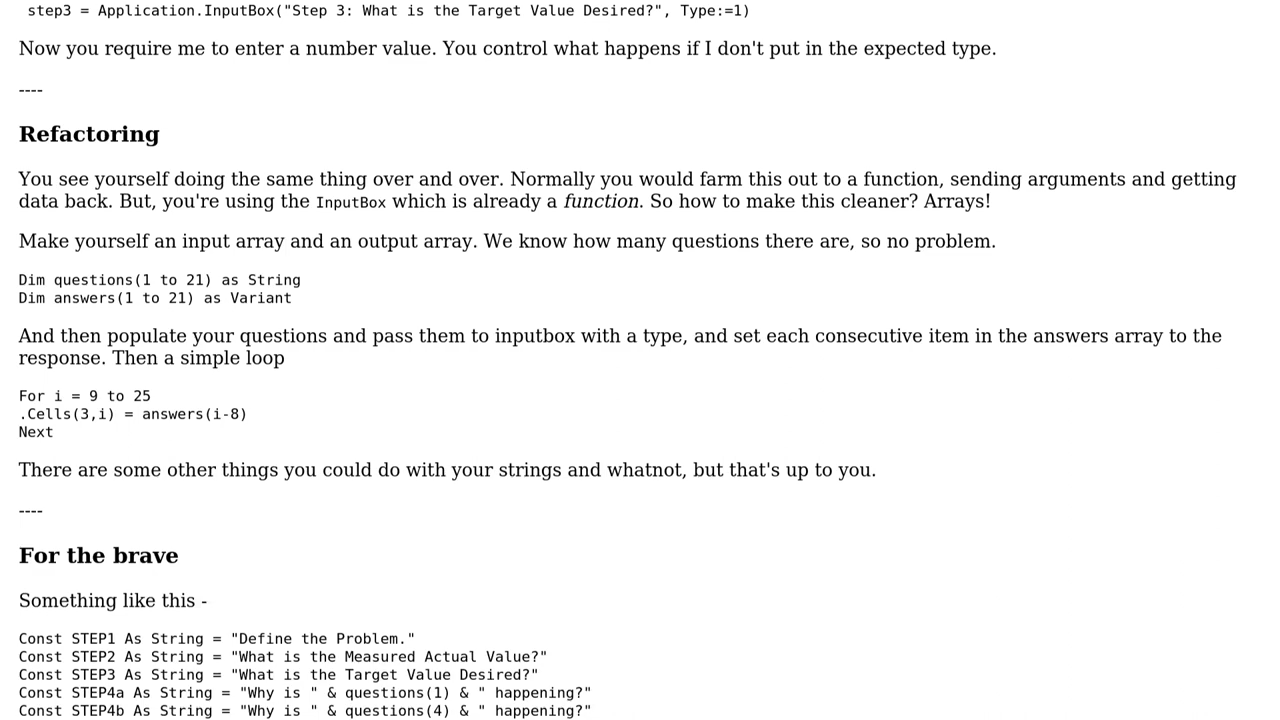 step3 = Application.InputBox("Step 3: What is the Target Value Desired?", Type:=1)
Now you require me to enter a number value. You control what happens if I don't put in the expected type.
----
Refactoring
You see yourself doing the same thing over and over. Normally you would farm this out to a function, sending arguments and getting
data back. But, you're using the InputBox which is already a function. So how to make this cleaner? Arrays!
Make yourself an input array and an output array. We know how many questions there are, so no problem.
Dim questions(1 to 21) as String
Dim answers(1 to 21) as Variant
And then populate your questions and pass them to inputbox with a type, and set each consecutive item in the answers array to the
response. Then a simple loop
For i = 9 to 25
.Cells(3,i) = answers(i-8)
Next
There are some other things you could do with your strings and whatnot, but that's up to you.
----
For the brave
Something like this -
Const STEP1 As String = "Define the Problem."
Const STEP2 As String = "What is the Measured Actual Value?"
Const STEP3 As String = "What is the Target Value Desired?"
Const STEP4a As String = "Why is " & questions(1) & " happening?"
Const STEP4b As String = "Why is " & questions(4) & " happening?"